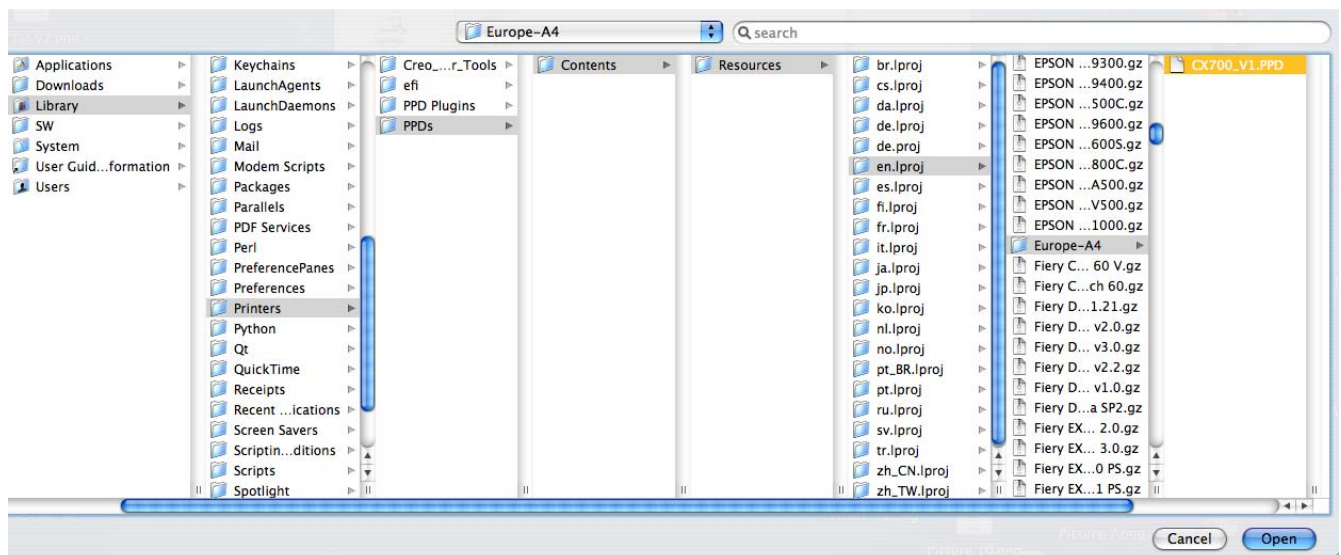 Europe-A4
search
Applications
Downloads
Library
SW
System
User Guid...formation
Users
Keychains
LaunchAgents
LaunchDaemons
Logs
Mail
Modem Scripts
Packages
Parallels
PDF Services
Perl
PreferencePanes
Preferences
Printers
Python
Qt
QuickTime
Receipts
Recent ...ications
Screen Savers
Scriptin...ditions
Scripts
Spotlight
Creo_...r_Tools
efi
PPD Plugins
PPDs
Contents
Resources
br.lproj
cs.lproj
da.lproj
de.lproj
de.proj
en.lproj
es.lproj
fi.lproj
fr.lproj
it.lproj
ja.lproj
jp.lproj
ko.lproj
nl.lproj
no.lproj
pt_BR.lproj
pt.lproj
ru.lproj
sv.lproj
tr.lproj
zh_CN.lproj
zh_TW.lproj
EPSON ...9300.gz
EPSON ...9400.gz
EPSON ...500C.gz
EPSON ...9600.gz
EPSON ...600S.gz
EPSON ...800C.gz
EPSON ...A500.gz
EPSON ...V500.gz
EPSON ...1000.gz
Europe-A4
Fiery C... 60 V.gz
Fiery C...ch 60.gz
Fiery D...1.21.gz
Fiery D... v2.0.gz
Fiery D... v3.0.gz
Fiery D... v2.2.gz
Fiery D... v1.0.gz
Fiery D...a SP2.gz
Fiery EX... 2.0.gz
Fiery EX... 3.0.gz
Fiery EX...0 PS.gz
Fiery EX...1 PS.gz
CX700_V1.PPD
Picture 7.png
Picture 10.png
Cancel
Open